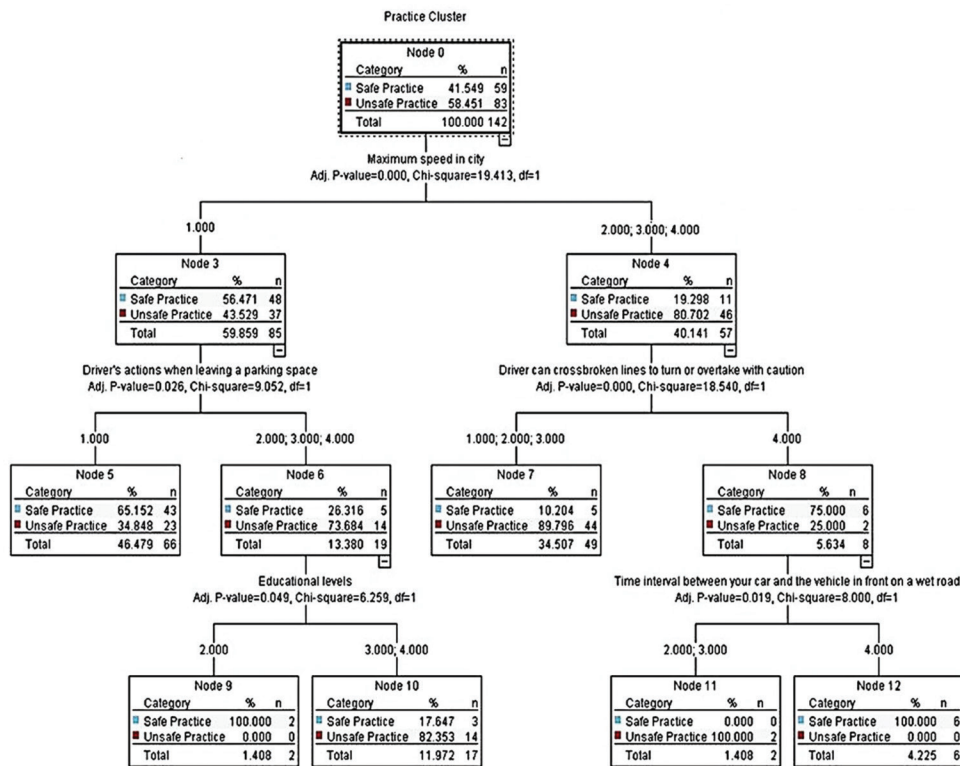 Practice Cluster
Node 0
Category % n
Safe Practice 41.549 59
Unsafe Practice 58.451 83
Total 100.000 142
Maximum speed in city
Adj. P-value=0.000, Chi-square=19.413, df=1
1.000
2.000; 3.000; 4.000
Node 3
Category % n
Safe Practice 56.471 48
Unsafe Practice 43.529 37
Total 59.859 85
Node 4
Category % n
Safe Practice 19.298 11
Unsafe Practice 80.702 46
Total 40.141 57
Driver's actions when leaving a parking space
Adj. P-value=0.026, Chi-square=9.052, df=1
Driver can crossbroken lines to turn or overtake with caution
Adj. P-value=0.000, Chi-square=18.540, df=1
1.000
2.000; 3.000; 4.000
1.000; 2.000; 3.000
4.000
Node 5
Category % n
Safe Practice 65.152 43
Unsafe Practice 34.848 23
Total 46.479 66
Node 6
Category % n
Safe Practice 26.316 5
Unsafe Practice 73.684 14
Total 13.380 19
Node 7
Category % n
Safe Practice 10.204 5
Unsafe Practice 89.796 44
Total 34.507 49
Node 8
Category % n
Safe Practice 75.000 6
Unsafe Practice 25.000 2
Total 5.634 8
Educational levels
Adj. P-value=0.049, Chi-square=6.259, df=1
Time interval between your car and the vehicle in front on a wet road
Adj. P-value=0.019, Chi-square=8.000, df=1
2.000
3.000; 4.000
2.000; 3.000
4.000
Node 9
Category % n
Safe Practice 100.000 2
Unsafe Practice 0.000 0
Total 1.408 2
Node 10
Category % n
Safe Practice 17.647 3
Unsafe Practice 82.353 14
Total 11.972 17
Node 11
Category % n
Safe Practice 0.000 0
Unsafe Practice 100.000 2
Total 1.408 2
Node 12
Category % n
Safe Practice 100.000 6
Unsafe Practice 0.000 0
Total 4.225 6